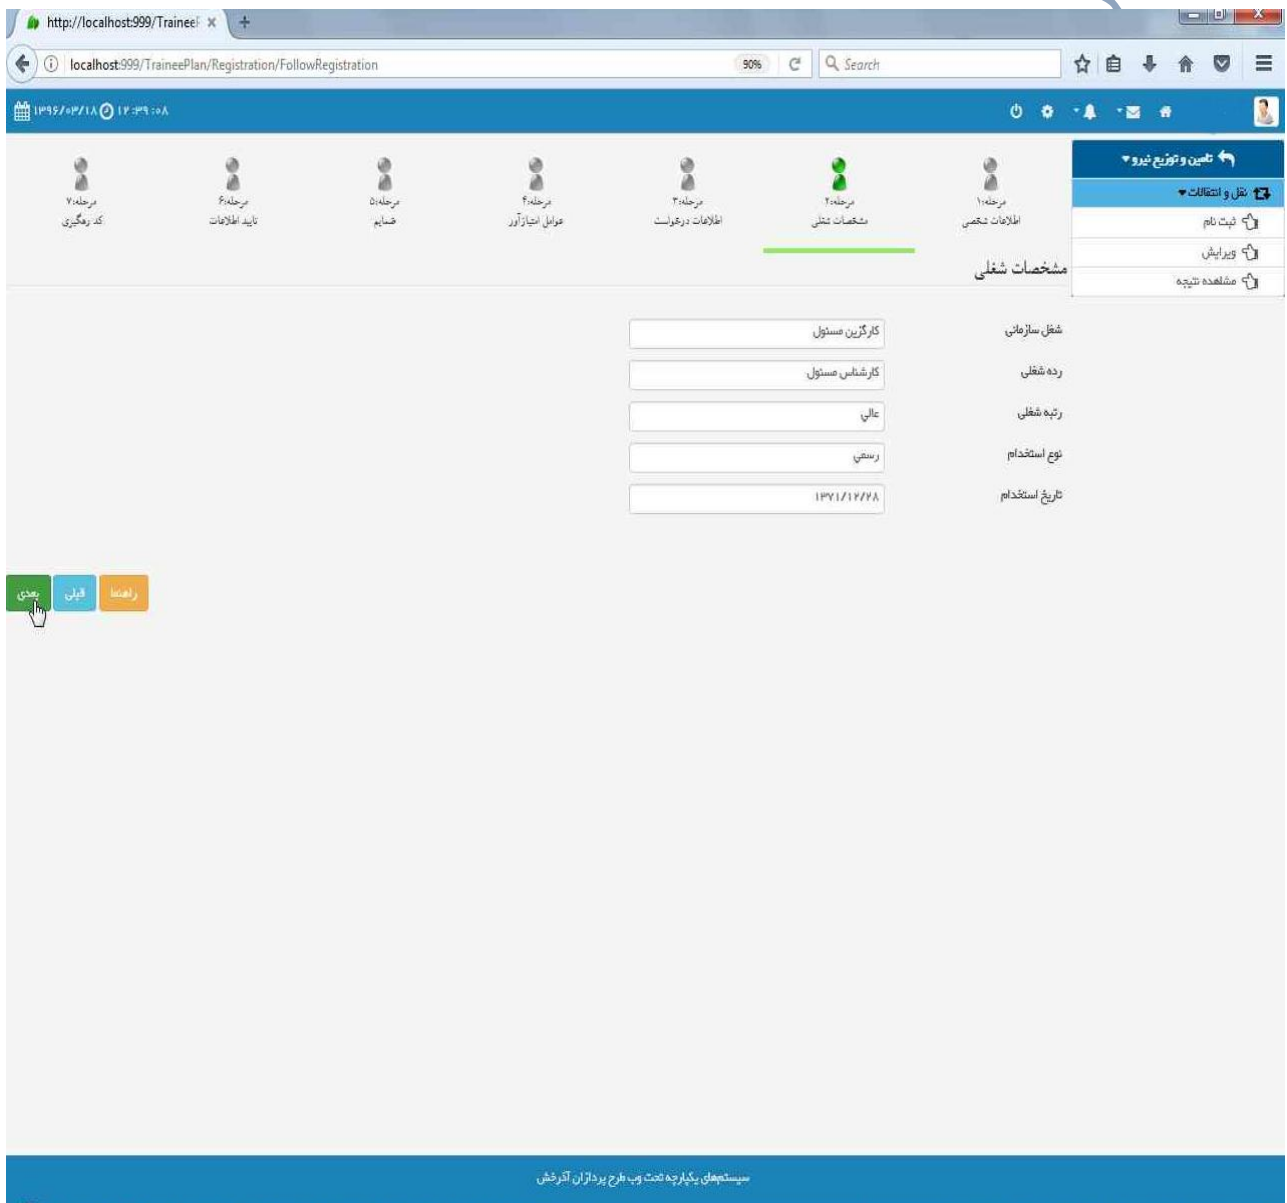 http://localhost:999/TraineeF
localhost:999/TraineePlan/Registration/FollowRegistration
90%
Search
۱۳۹۶/۰۳/۱۸ ۱۲:۳۹:۰۸
تامین و توزیع نیرو
نقل و انتقالات
ثبت نام
ویرایش
مشاهده نتیجه
مرحله:۱
اطلاعات شخصی
مرحله:۲
مشخصات شغلی
مرحله:۳
اطلاعات درخواست
مرحله:۴
عوامل امتیازآور
مرحله:۵
ضمایم
مرحله:۶
تایید اطلاعات
مرحله:۷
کد رهگیری
مشخصات شغلی
شغل سازمانی
کارگزین مسئول
رده شغلی
کارشناس مسئول
رتبه شغلی
عالي
نوع استخدام
رسمي
تاریخ استخدام
۱۳۷۱/۱۲/۲۸
راهنما
قبلی
بعدی
سیستمهای یکپارچه تحت وب طرح پردازان آذرخش